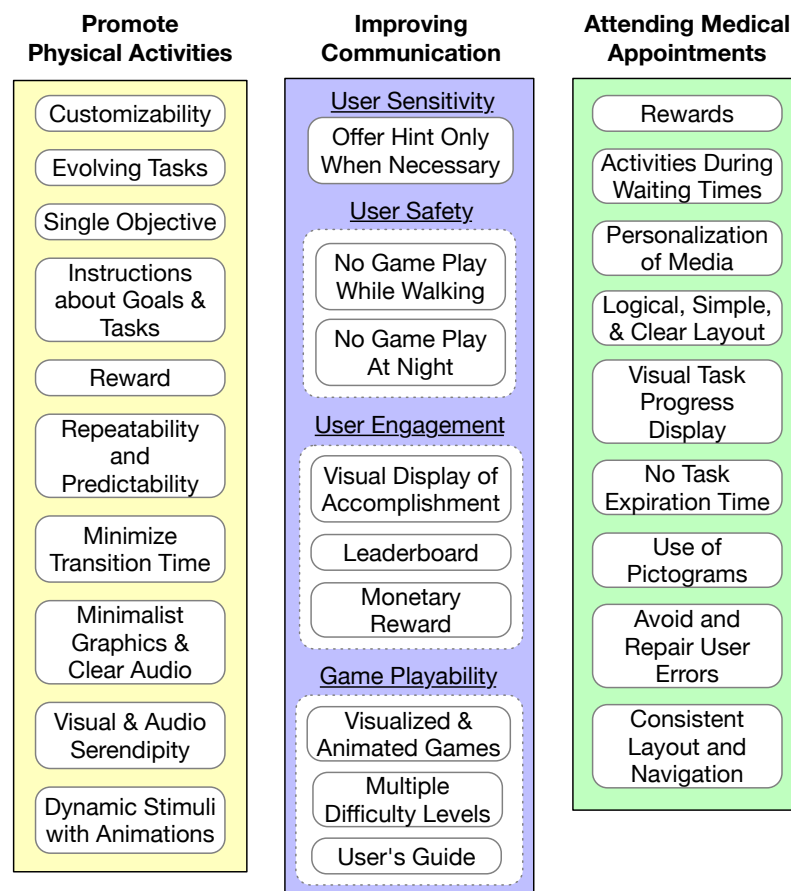 Promote
Physical Activities
Customizability
Evolving Tasks
Single Objective
Instructions
about Goals &
Tasks
Reward
Repeatability
and
Predictability
Minimize
Transition Time
Minimalist
Graphics &
Clear Audio
Visual & Audio
Serendipity
Dynamic Stimuli
with Animations
Improving
Communication
User Sensitivity
Offer Hint Only
When Necessary
User Safety
No Game Play
While Walking
No Game Play
At Night
User Engagement
Visual Display of
Accomplishment
Leaderboard
Monetary
Reward
Game Playability
Visualized &
Animated Games
Multiple
Difficulty Levels
User's Guide
Attending Medical
Appointments
Rewards
Activities During
Waiting Times
Personalization
of Media
Logical, Simple,
& Clear Layout
Visual Task
Progress
Display
No Task
Expiration Time
Use of
Pictograms
Avoid and
Repair User
Errors
Consistent
Layout and
Navigation